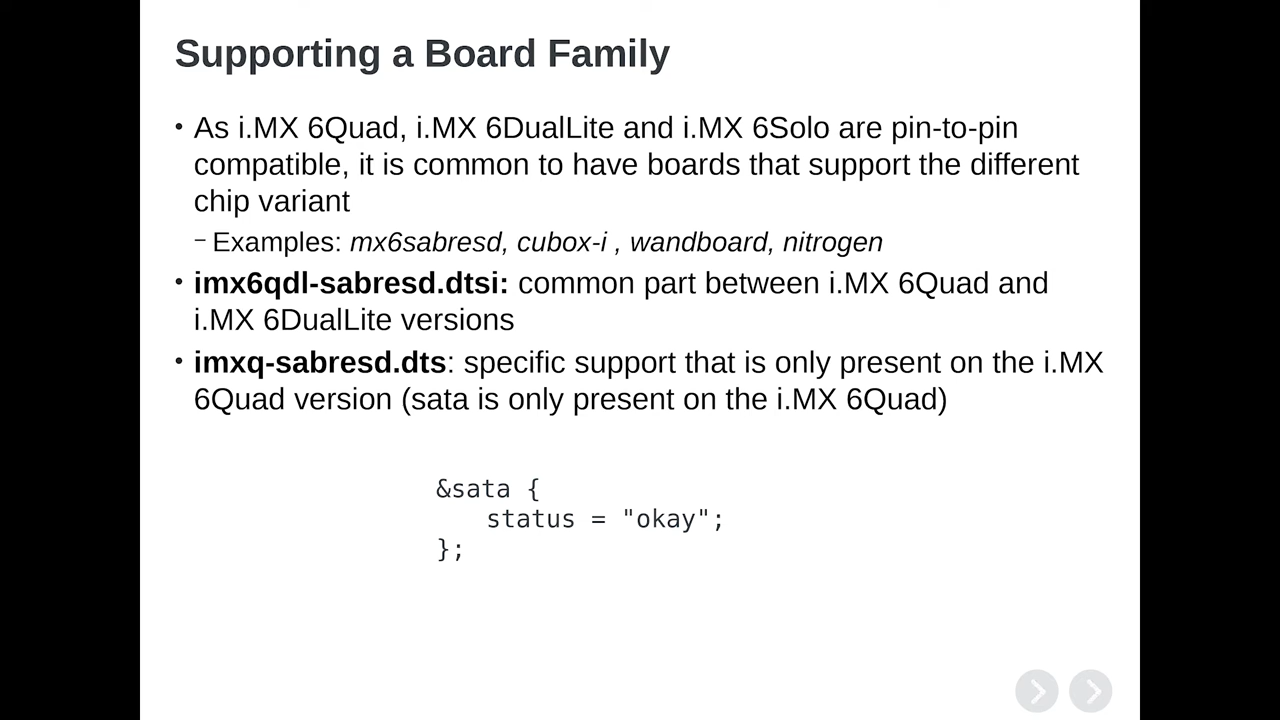 Supporting a Board Family
• As i.MX 6Quad, i.MX 6DualLite and i.MX 6Solo are pin-to-pin
compatible, it is common to have boards that support the different
chip variant
– Examples: mx6sabresd, cubox-i , wandboard, nitrogen
• imx6qdl-sabresd.dtsi: common part between i.MX 6Quad and
i.MX 6DualLite versions
• imxq-sabresd.dts: specific support that is only present on the i.MX
6Quad version (sata is only present on the i.MX 6Quad)
&sata {
status = "okay";
};